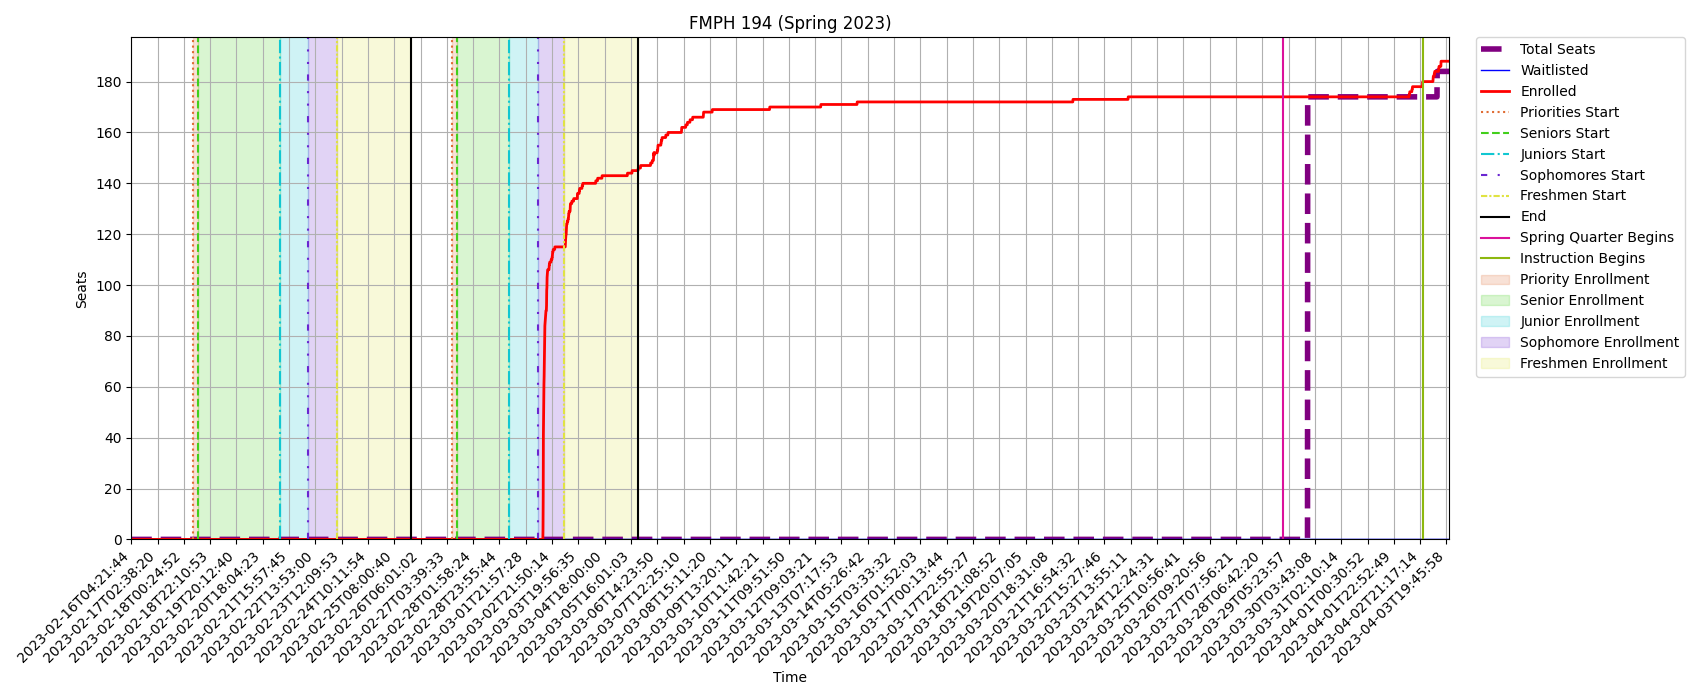 FMPH 194 (Spring 2023)
Seats
180
160
140
120
100
80
60
40
20
0
2023-02-16T04:21:44
2023-02-17T02:38:20
2023-02-18T00:24:52
2023-02-18T22:10:53
2023-02-19T20:12:40
2023-02-20T18:04:23
2023-02-21T15:57:45
2023-02-22T13:53:00
2023-02-23T12:09:53
2023-02-24T10:11:54
2023-02-25T08:00:40
2023-02-26T06:01:02
2023-02-27T03:39:33
2023-02-28T01:58:24
2023-02-28T23:55:44
2023-03-01T21:57:28
2023-03-02T21:50:14
2023-03-03T19:56:35
2023-03-04T18:00:00
2023-03-05T16:01:03
2023-03-06T14:23:50
2023-03-07T12:25:10
2023-03-08T15:11:20
2023-03-09T13:20:11
2023-03-10T11:42:21
2023-03-11T09:51:50
2023-03-12T09:03:21
2023-03-13T07:17:53
2023-03-14T05:26:42
2023-03-15T03:33:32
2023-03-16T01:52:03
2023-03-17T00:13:44
2023-03-17T22:55:27
2023-03-18T21:08:52
2023-03-19T20:07:05
2023-03-20T18:31:08
2023-03-21T16:54:32
2023-03-22T15:27:46
2023-03-23T13:55:11
2023-03-24T12:24:31
2023-03-25T10:56:41
2023-03-26T09:20:56
2023-03-27T07:56:21
2023-03-28T06:42:20
2023-03-29T05:23:57
2023-03-30T03:43:08
2023-03-31T02:10:14
2023-04-01T00:30:52
2023-04-01T22:52:49
2023-04-02T21:17:14
2023-04-03T19:45:58
Time
Total Seats
Waitlisted
Enrolled
Priorities Start
Seniors Start
Juniors Start
Sophomores Start
Freshmen Start
End
Spring Quarter Begins
Instruction Begins
Priority Enrollment
Senior Enrollment
Junior Enrollment
Sophomore Enrollment
Freshmen Enrollment